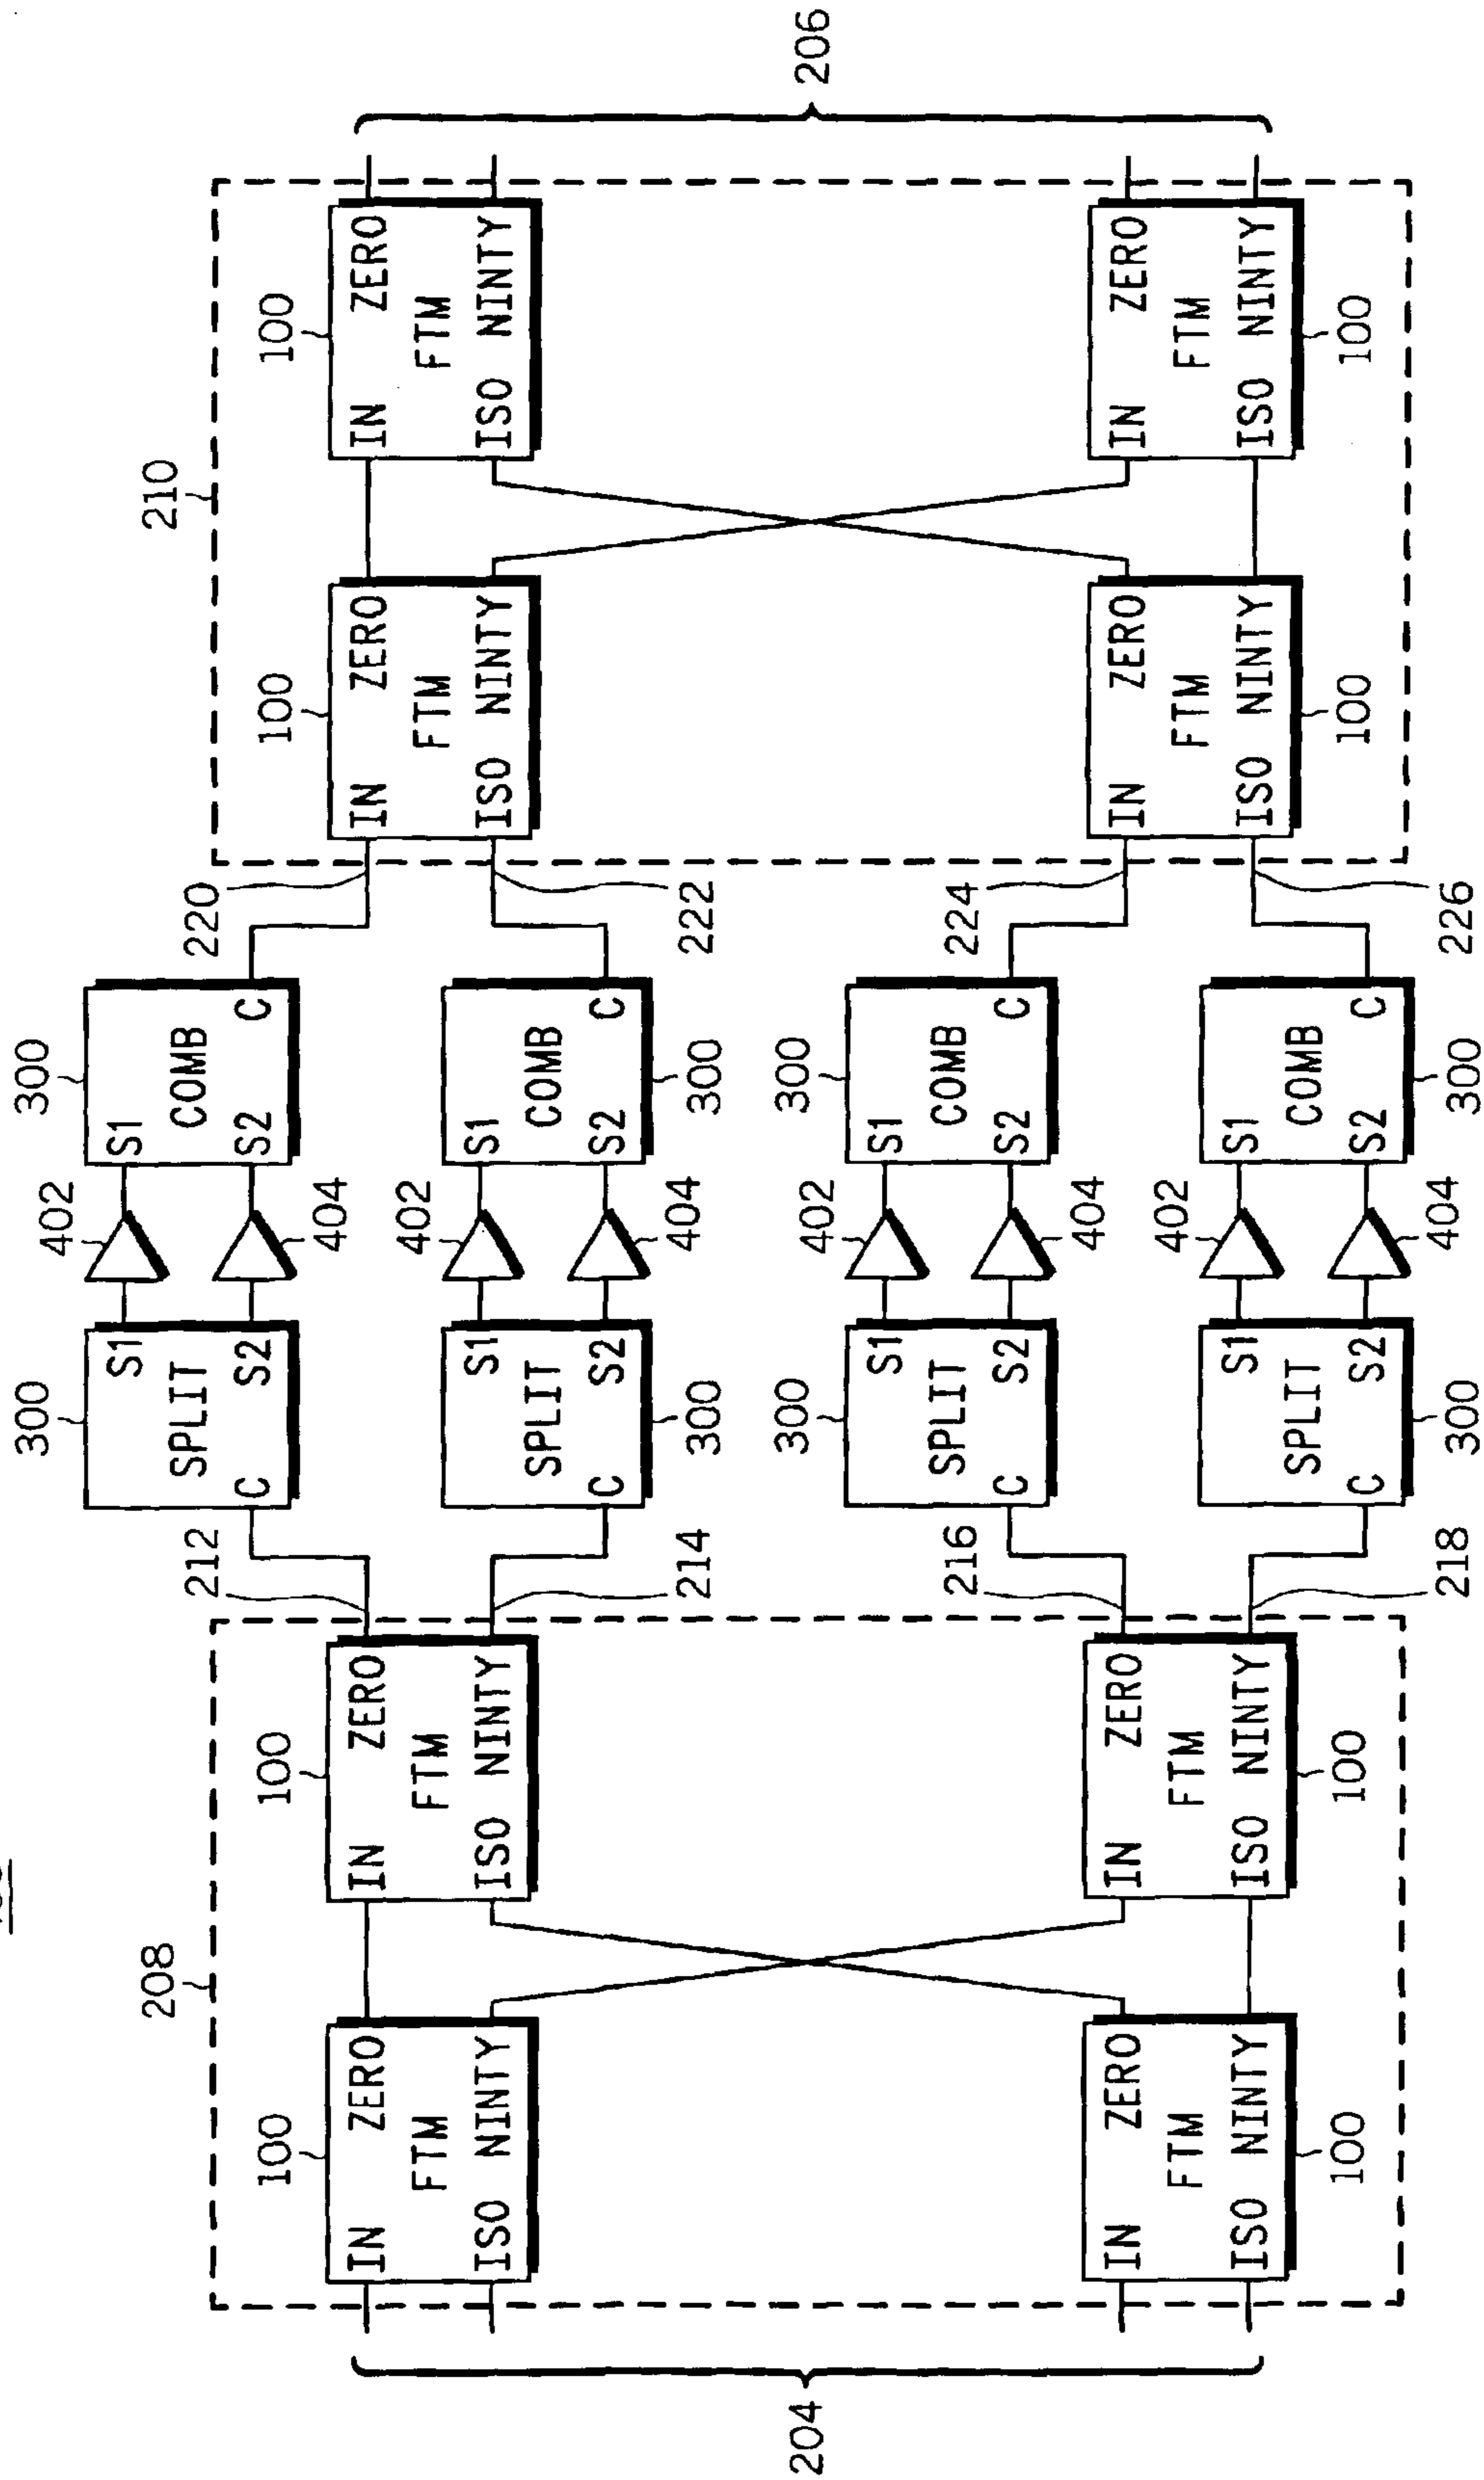 300 300
402
S1 S1
208 210
SPLIT COMB
212 220
C S2 S2 C
100 100 100 100
404
IN ZERO IN ZERO IN ZERO IN ZERO
402
FTM FTM FTM FTM
S1 S1
ISO NINTY ISO NINTY ISO NINTY ISO NINTY
SPLIT COMB
C S2 S2 C
214 300 404 300 222
204 206
300 300
402
S1 S1
SPLIT COMB
216 224
C S2 S2 C
404
IN ZERO IN ZERO IN ZERO IN ZERO
402
FTM FTM FTM FTM
S1 S1
ISO NINTY ISO NINTY ISO NINTY ISO NINTY
SPLIT COMB
100 100 100 100
C S2 S2 C
218 300 404 300 226